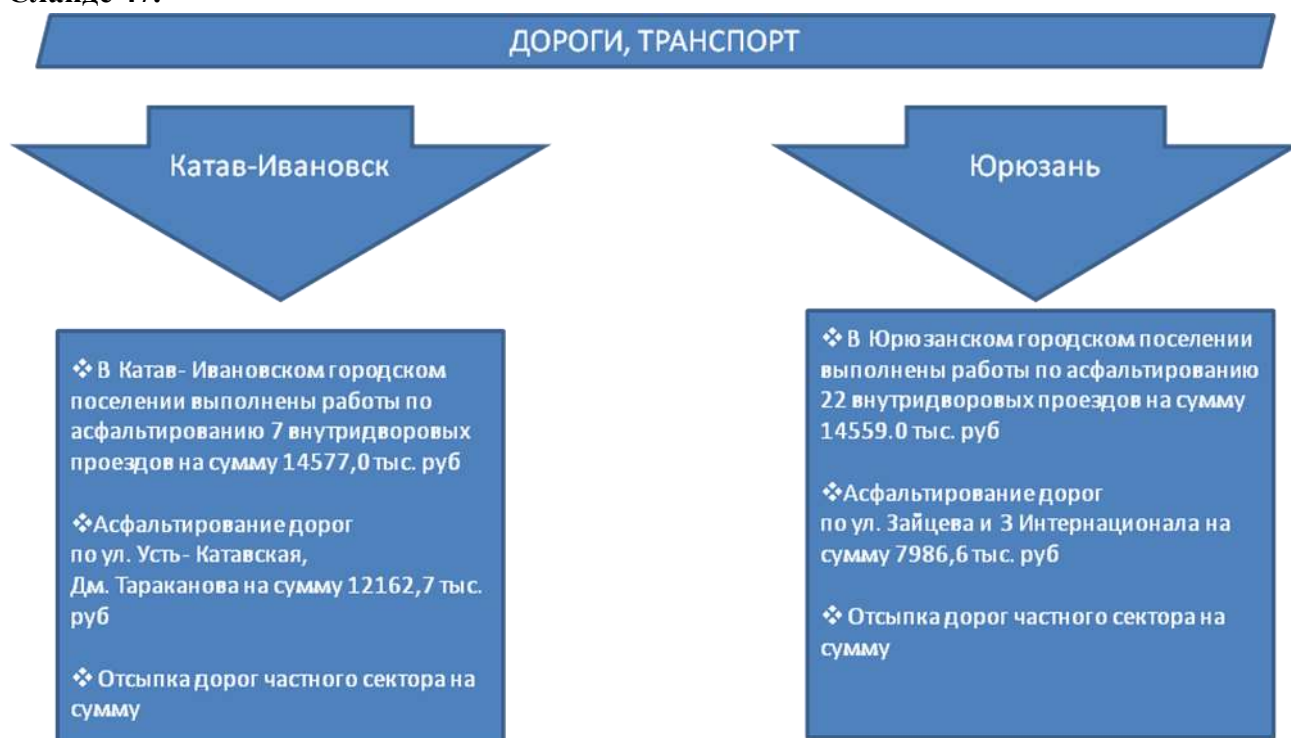 ДОРОГИ, ТРАНСПОРТ
Катав-Ивановск
❖ В Катав- Ивановском городском
поселении выполнены работы по
асфальтированию 7 внутридворовых
проездов на сумму 14577,0 тыс. руб
❖Асфальтирование дорог
по ул. Усть- Катавская,
Дм. Тараканова на сумму 12162,7 тыс.
руб
❖ Отсыпка дорог частного сектора на
сумму
Юрюзань
❖ В Юрюзанском городском поселении
выполнены работы по асфальтированию
22 внутридворовых проездов на сумму
14559.0 тыс. руб
❖Асфальтирование дорог
по ул. Зайцева и 3 Интернационала на
сумму 7986,6 тыс. руб
❖ Отсыпка дорог частного сектора на
сумму